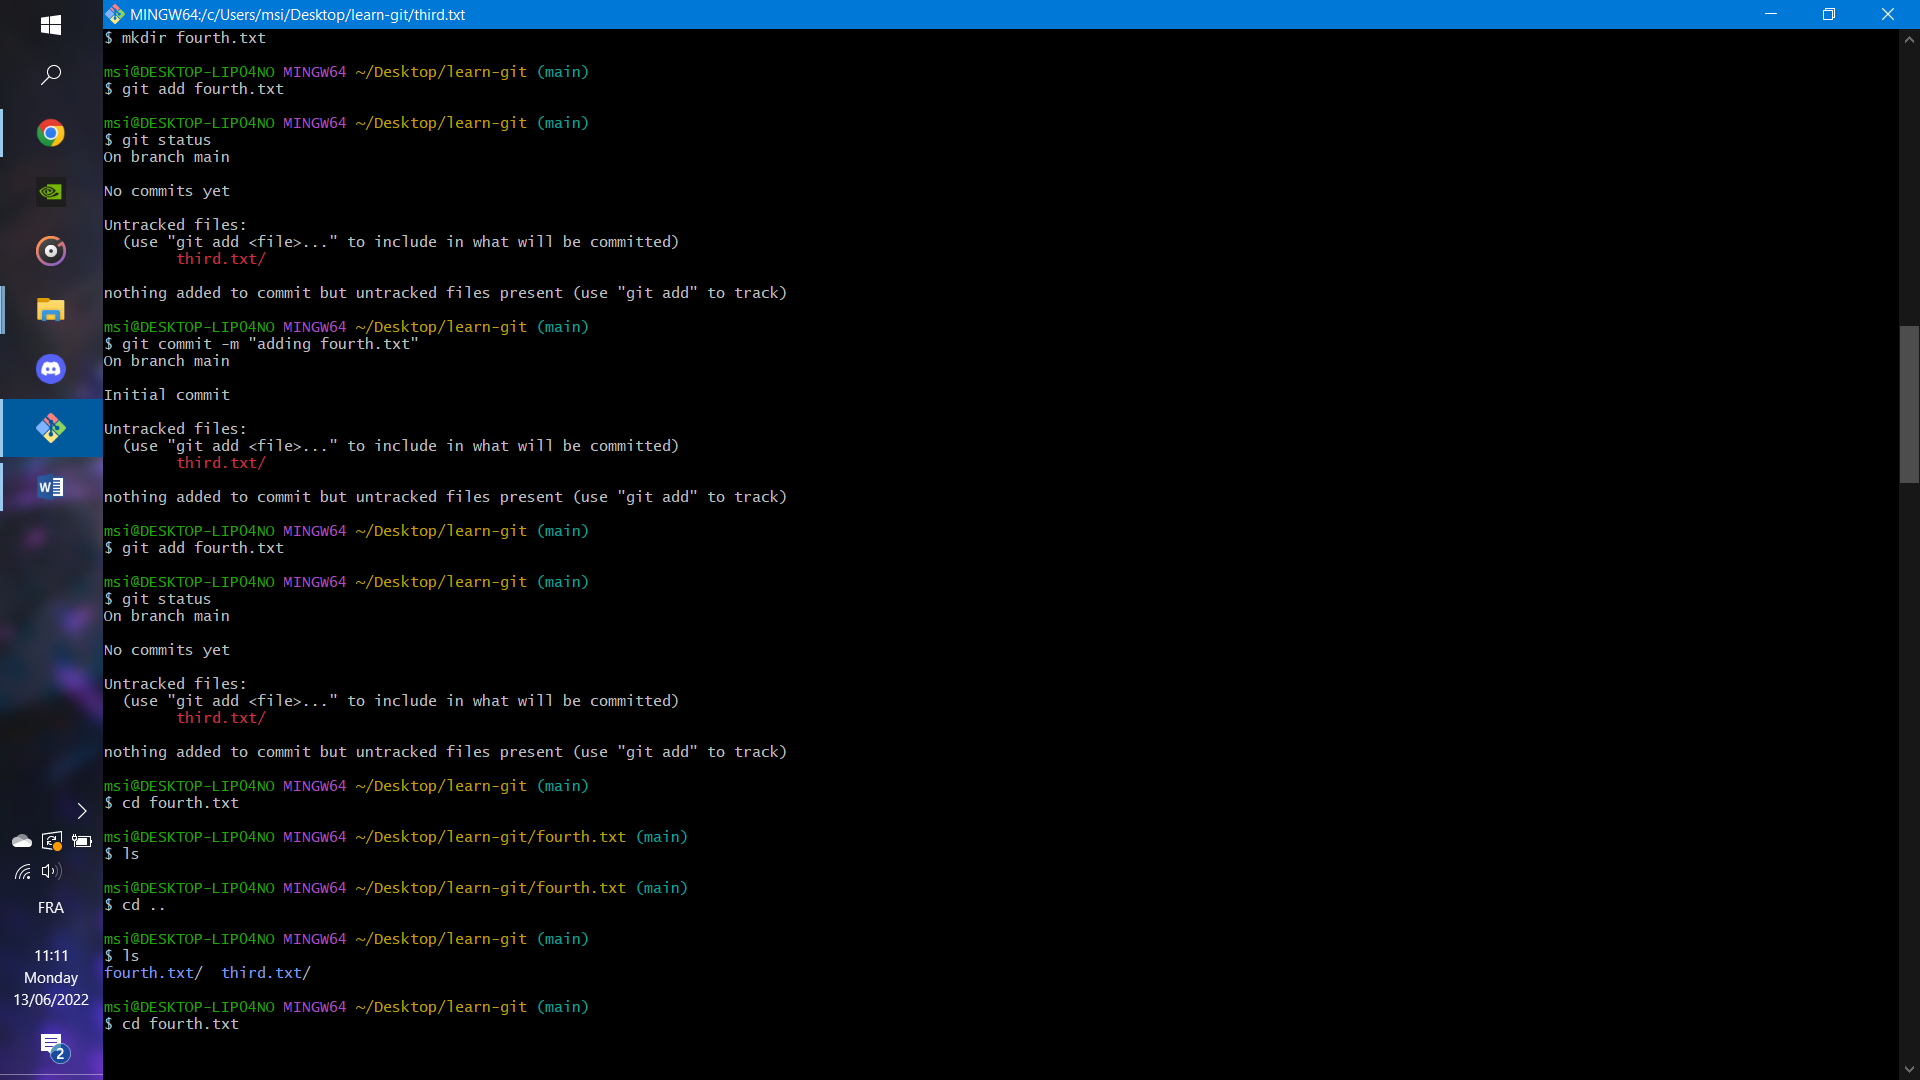 MINGW64:/c/Users/msi/Desktop/learn-git/third.txt
$ mkdir fourth.txt
msi@DESKTOP-LIPO4NO MINGW64 ~/Desktop/learn-git (main)
$ git add fourth.txt
msi@DESKTOP-LIPO4NO MINGW64 ~/Desktop/learn-git (main)
$ git status
On branch main
No commits yet
Untracked files:
(use "git add <file>..." to include in what will be committed)
third.txt/
nothing added to commit but untracked files present (use "git add" to track)
msi@DESKTOP-LIPO4NO MINGW64 ~/Desktop/learn-git (main)
$ git commit -m "adding fourth.txt"
On branch main
Initial commit
Untracked files:
(use "git add <file>..." to include in what will be committed)
third.txt/
nothing added to commit but untracked files present (use "git add" to track)
msi@DESKTOP-LIPO4NO MINGW64 ~/Desktop/learn-git (main)
$ git add fourth.txt
msi@DESKTOP-LIPO4NO MINGW64 ~/Desktop/learn-git (main)
$ git status
On branch main
No commits yet
Untracked files:
(use "git add <file>..." to include in what will be committed)
third.txt/
nothing added to commit but untracked files present (use "git add" to track)
msi@DESKTOP-LIPO4NO MINGW64 ~/Desktop/learn-git (main)
$ cd fourth.txt
msi@DESKTOP-LIPO4NO MINGW64 ~/Desktop/learn-git/fourth.txt (main)
$ ls
msi@DESKTOP-LIPO4NO MINGW64 ~/Desktop/learn-git/fourth.txt (main)
$ cd ..
msi@DESKTOP-LIPO4NO MINGW64 ~/Desktop/learn-git (main)
$ ls
fourth.txt/  third.txt/
msi@DESKTOP-LIPO4NO MINGW64 ~/Desktop/learn-git (main)
$ cd fourth.txt
W
FRA
11:11
Monday
13/06/2022
2